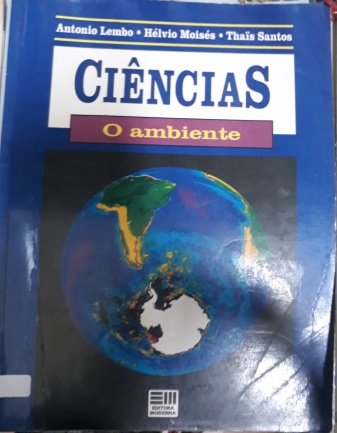 Antonio Lembo • Hélvio Moisés • Thaïs Santos
CIÊNCIAS
O ambiente
EDITORA
MODERNA